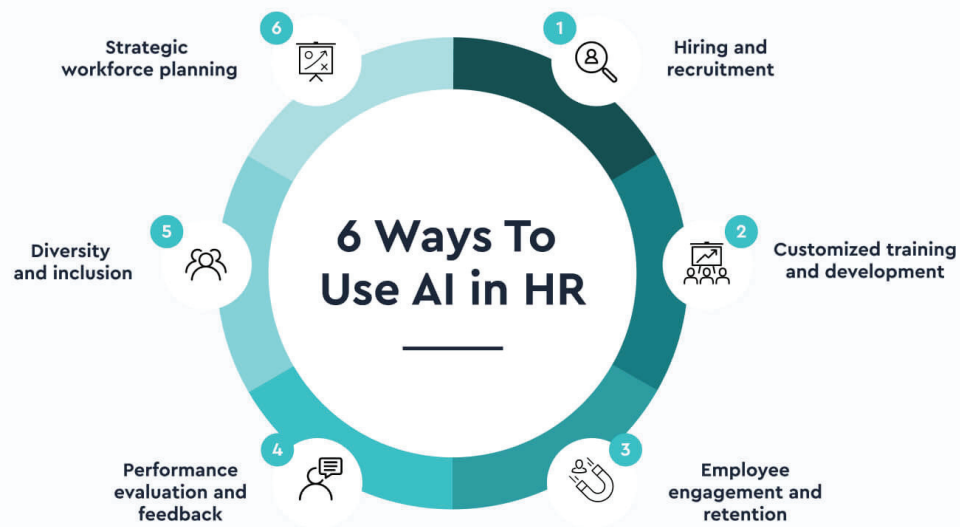 6 Ways To
Use AI in HR
1
Hiring and
recruitment
2
Customized training
and development
3
Employee
engagement and
retention
4
Performance
evaluation and
feedback
5
Diversity
and inclusion
6
Strategic
workforce planning